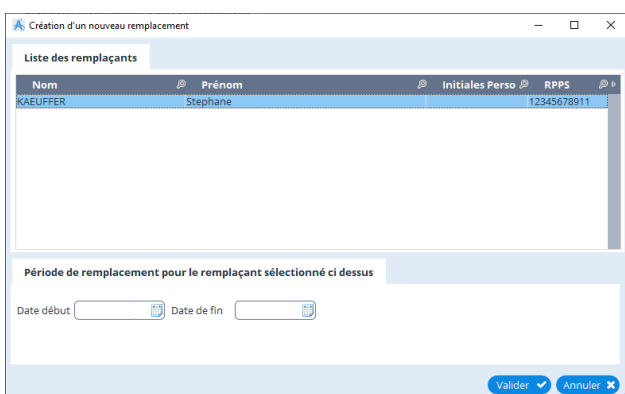 Création d'un nouveau remplacement
Liste des remplaçants
Nom Prénom Initiales Perso RPPS
KAEUFFER Stephane 12345678911
Période de remplacement pour le remplaçant sélectionné ci dessus
Date début Date de fin
Valider Annuler